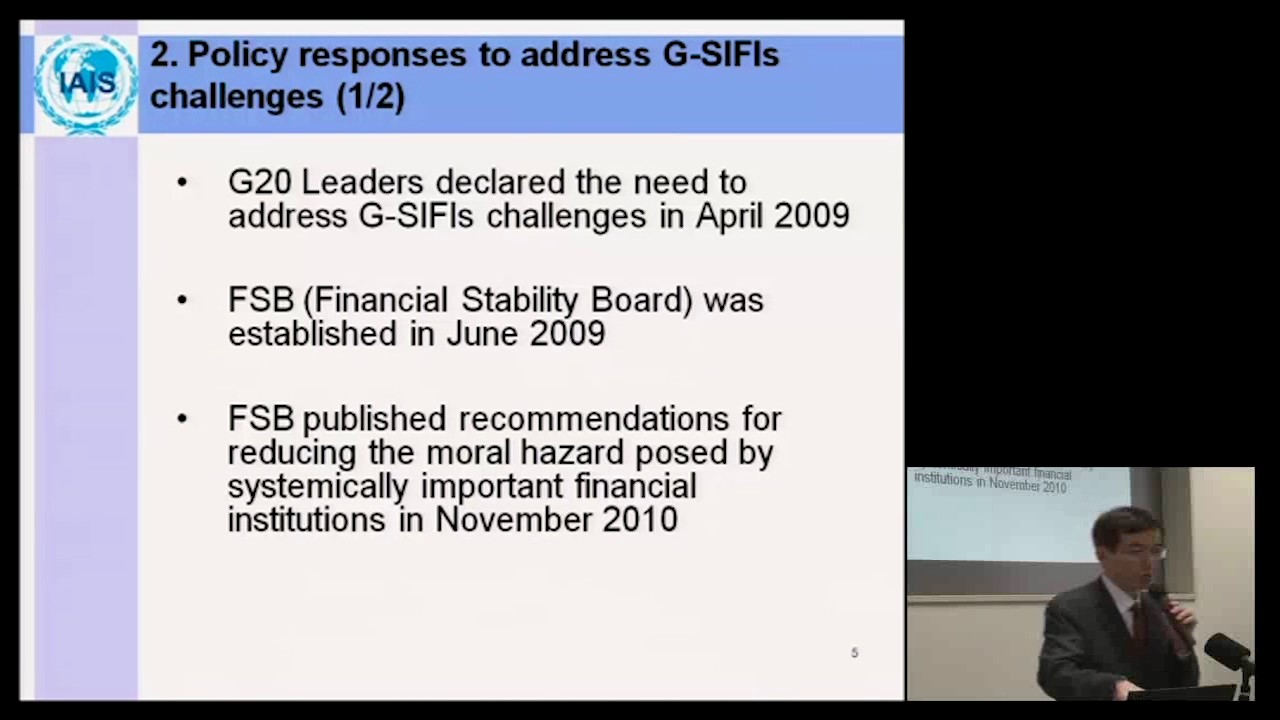 IAIS
2. Policy responses to address G-SIFIs
challenges (1/2)
• G20 Leaders declared the need to
address G-SIFIs challenges in April 2009
• FSB (Financial Stability Board) was
established in June 2009
• FSB published recommendations for
reducing the moral hazard posed by
systemically important financial
institutions in November 2010
5
systemically important financial
institutions in November 2010